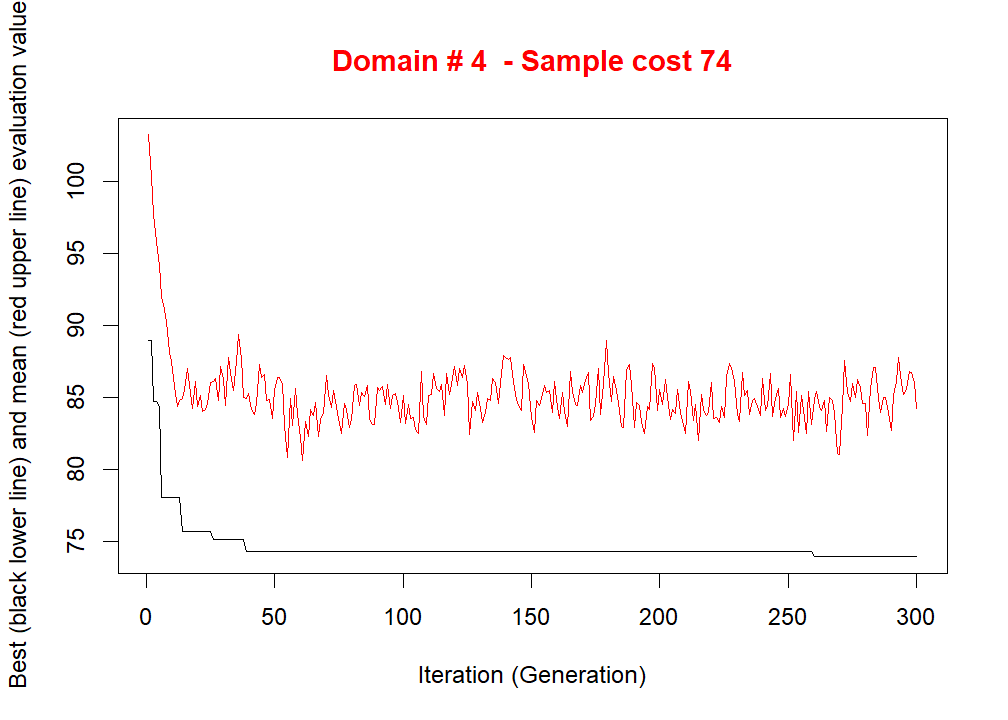 Domain # 4  - Sample cost 74
Best (black lower line) and mean (red upper line) evaluation value
100
95
90
85
80
75
0 50 100 150 200 250 300
Iteration (Generation)